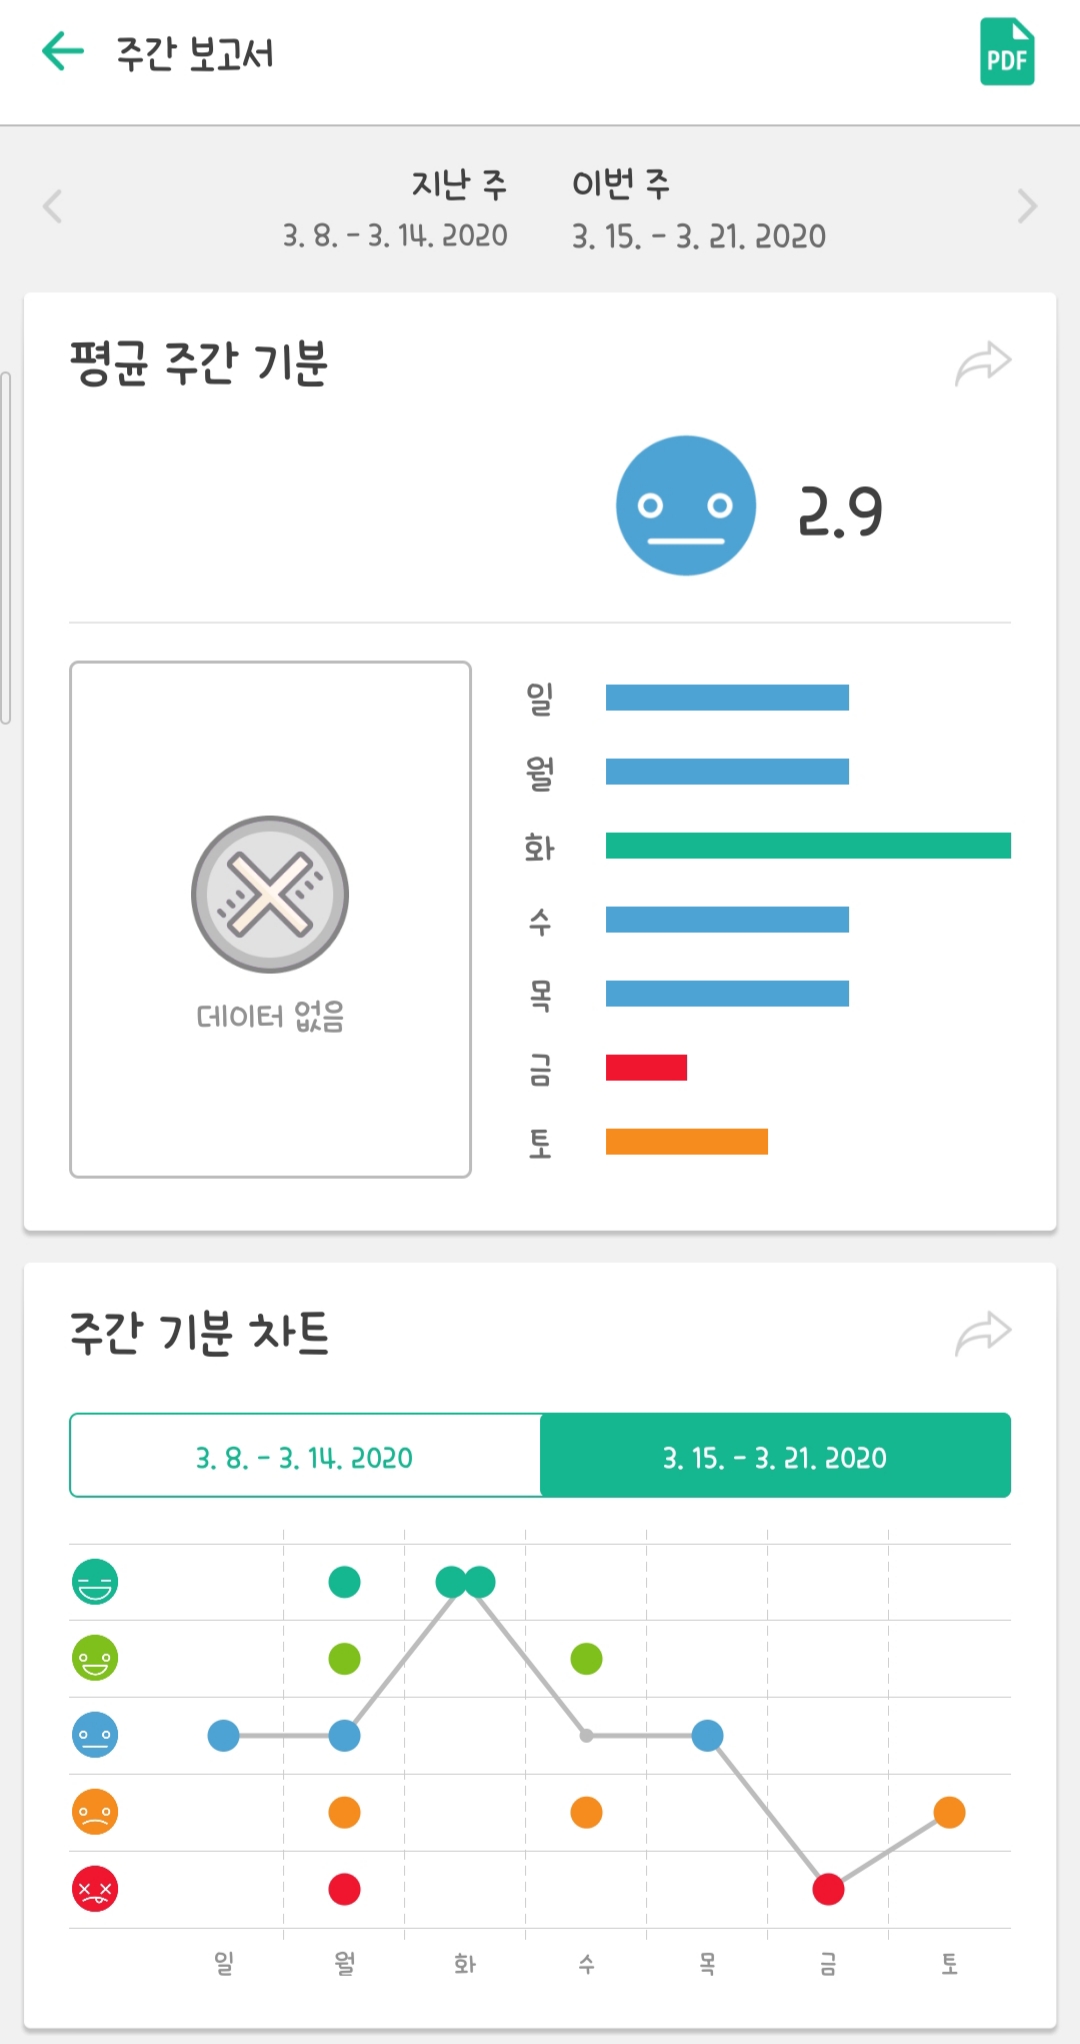 주간 보고서
PDF
지난 주
3. 8. - 3. 14. 2020
이번 주
3. 15. - 3. 21. 2020
평균 주간 기분
2.9
데이터 없음
일
월
화
수
목
금
토
주간 기분 차트
3. 8. - 3. 14. 2020
3. 15. - 3. 21. 2020
일 월 화 수 목 금 토